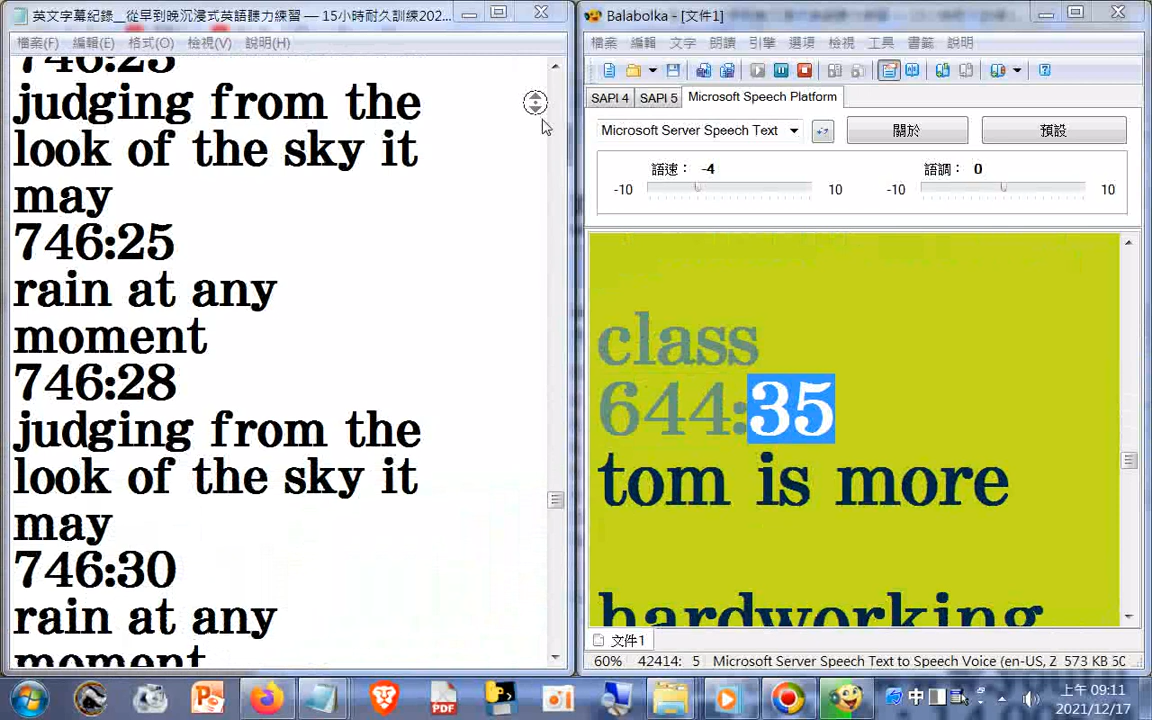 英文字幕紀錄__從早到晚沉浸式英語聽力練習 — 15小時耐久訓練202...
檔案(F) 編輯(E) 格式(O) 檢視(V) 說明(H)
746:25
judging from the
look of the sky it
may
746:25
rain at any
moment
746:28
judging from the
look of the sky it
may
746:30
rain at any
moment
Balabolka - [文件1]
檔案 編輯 文字 朗讀 引擎 選項 檢視 工具 書籤 說明
SAPI 4 SAPI 5 Microsoft Speech Platform
Microsoft Server Speech Text 關於 預設
語速： -4 語調： 0
-10 10 -10 10
class
644:35
tom is more
hardworking
文件1
60% 42414: 5 Microsoft Server Speech Text to Speech Voice (en-US, Z 573 KB
PDF 中 上午 09:11
2021/12/17